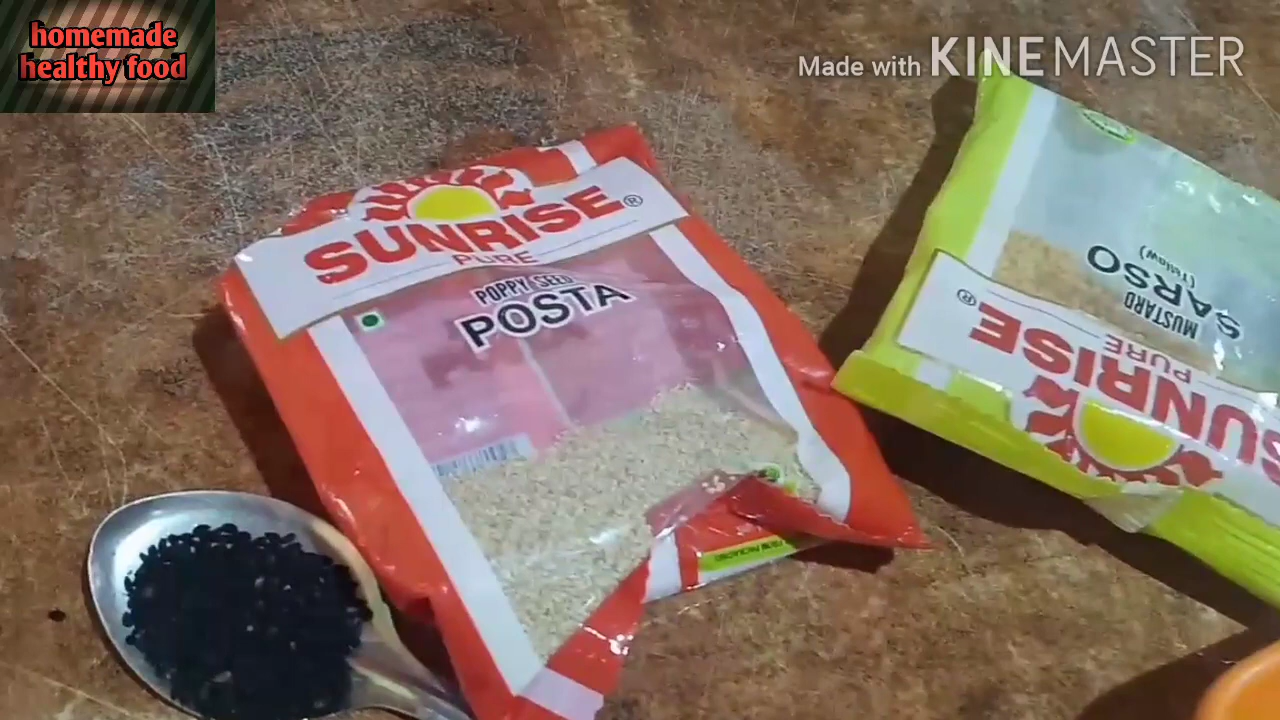 homemade
healthy food
Made with KINEMASTER
SUNRISE®
PURE
POPPY SEED
POSTA
MUSTARD
SARSO
(Yellow)
SUNRISE®
PURE